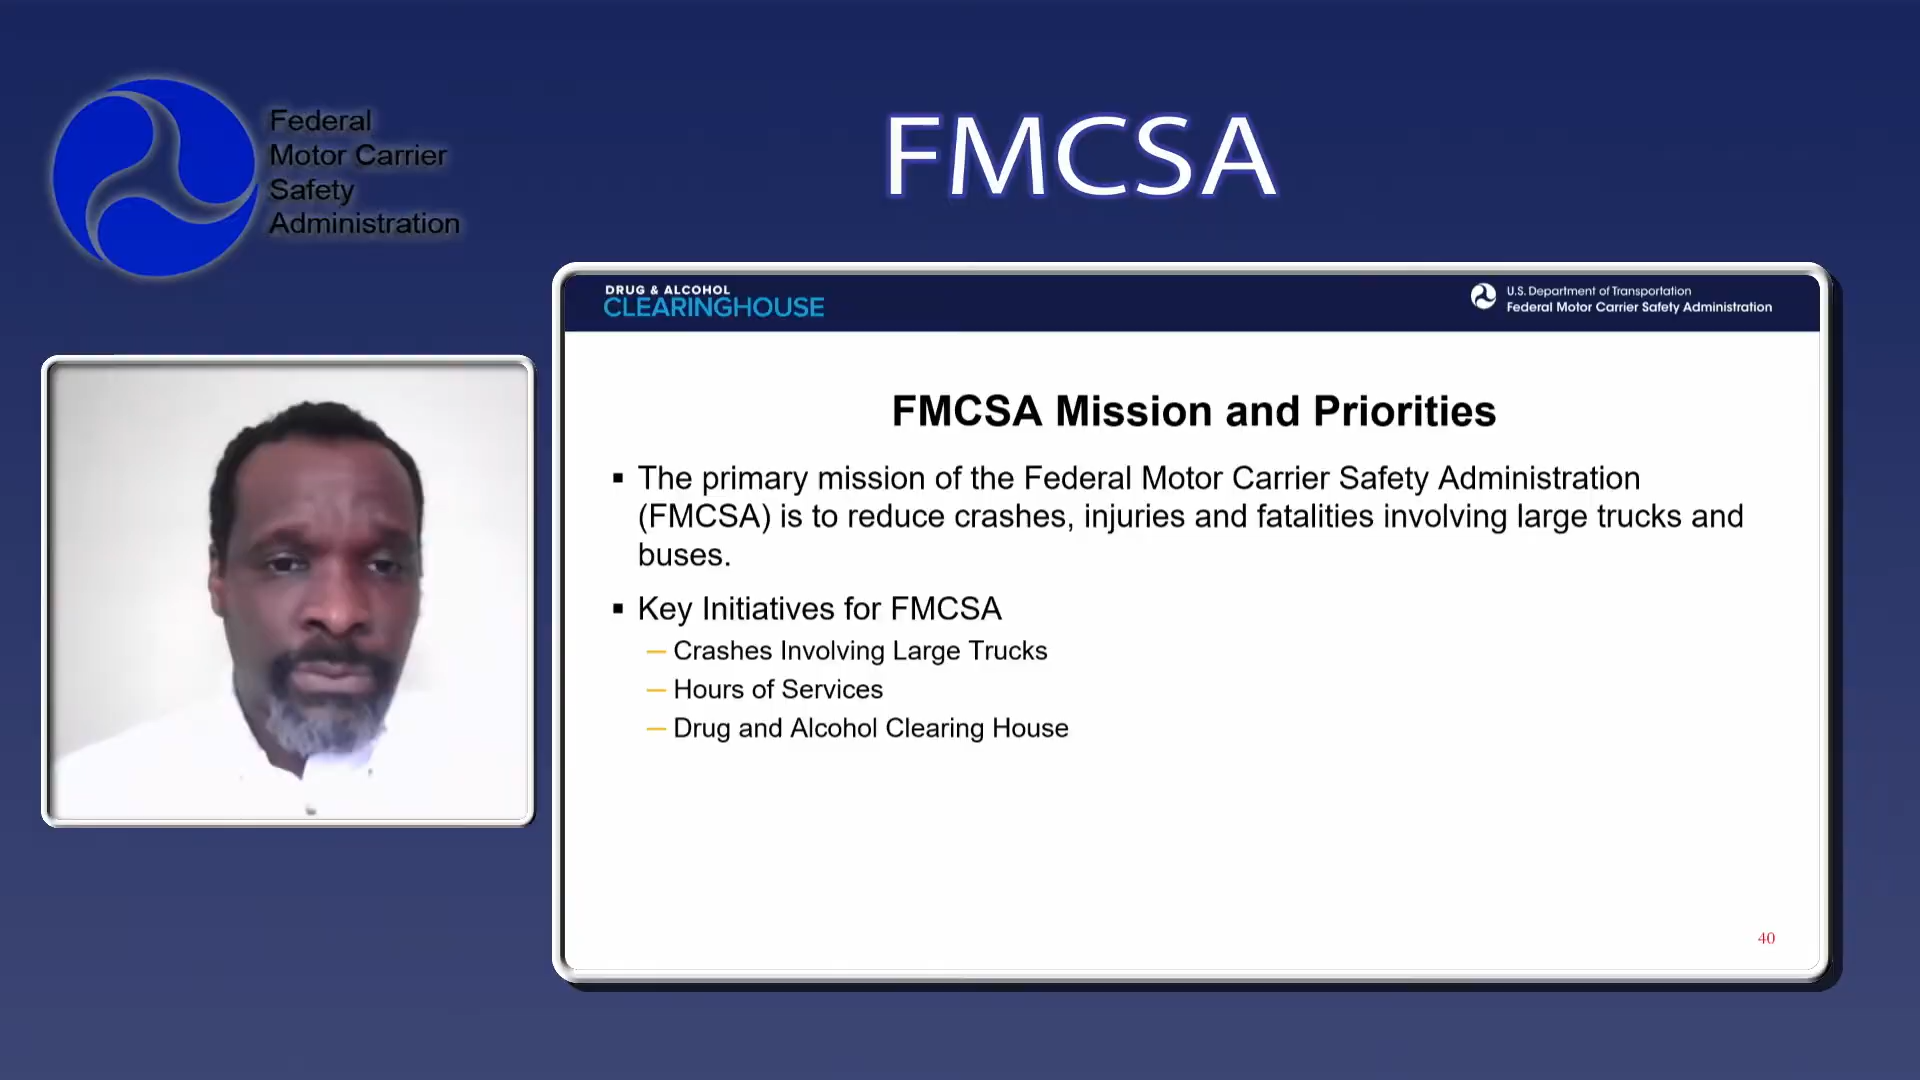 Federal
Motor Carrier
Safety
Administration
FMCSA
DRUG & ALCOHOL
CLEARINGHOUSE
U.S. Department of Transportation
Federal Motor Carrier Safety Administration
FMCSA Mission and Priorities
▪ The primary mission of the Federal Motor Carrier Safety Administration
(FMCSA) is to reduce crashes, injuries and fatalities involving large trucks and
buses.
▪ Key Initiatives for FMCSA
— Crashes Involving Large Trucks
— Hours of Services
— Drug and Alcohol Clearing House
40